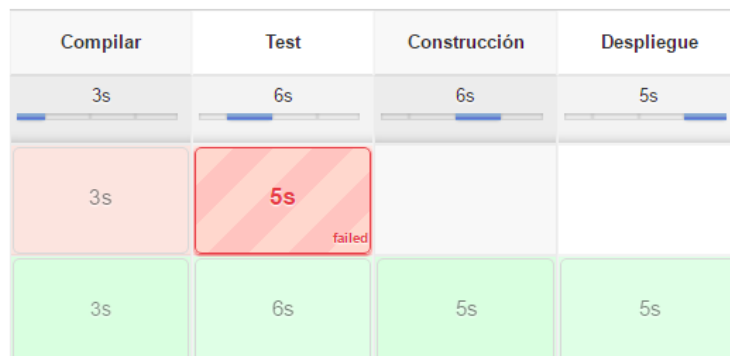 Compilar Test Construcción Despliegue
3s 6s 6s 5s
3s 5s
failed
3s 6s 5s 5s